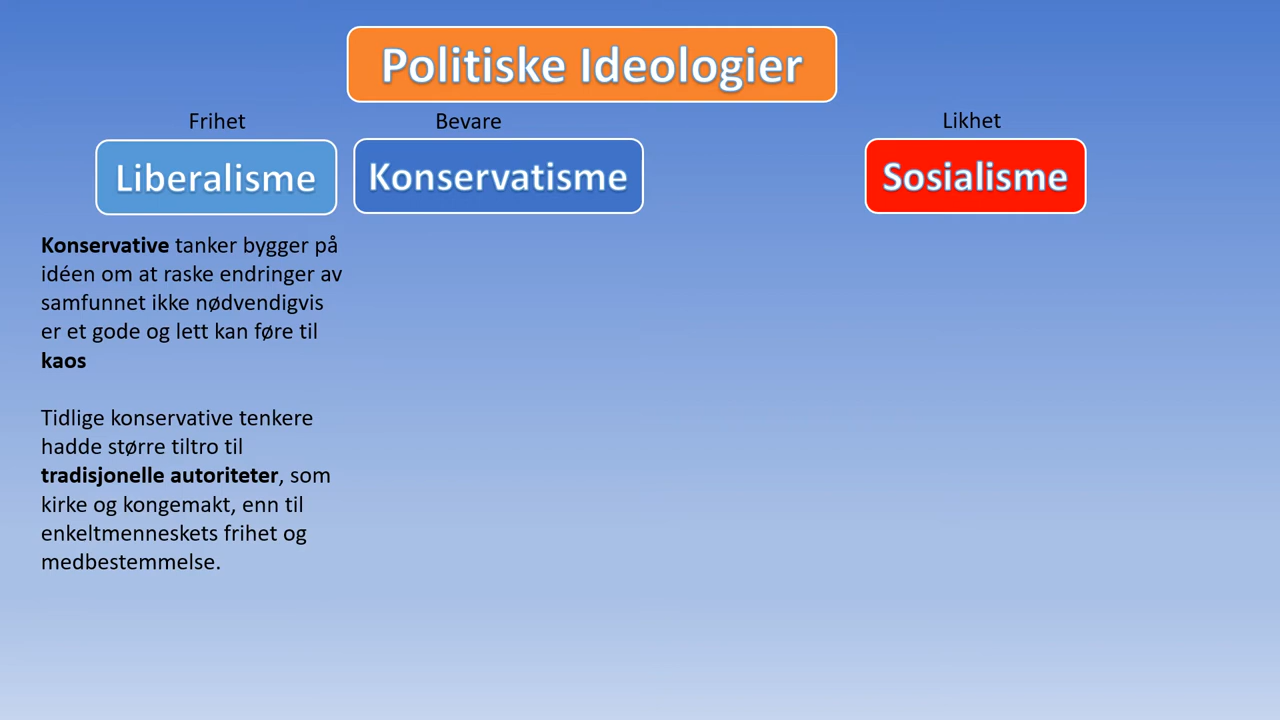 Politiske Ideologier
Frihet
Bevare
Likhet
Liberalisme
Konservatisme
Sosialisme
Konservative tanker bygger på
idéen om at raske endringer av
samfunnet ikke nødvendigvis
er et gode og lett kan føre til
kaos
Tidlige konservative tenkere
hadde større tiltro til
tradisjonelle autoriteter, som
kirke og kongemakt, enn til
enkeltmenneskets frihet og
medbestemmelse.